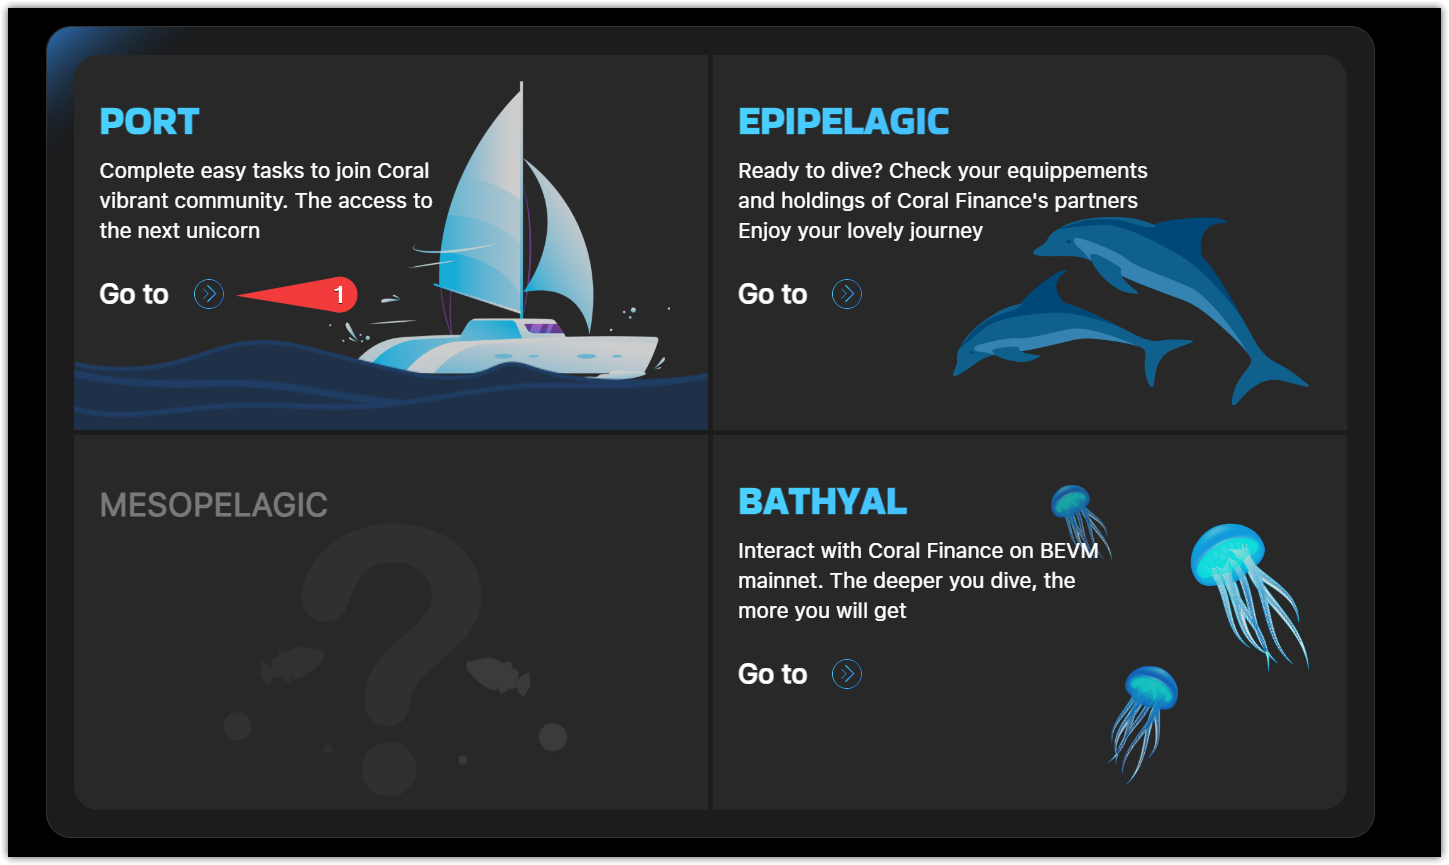 PORT
Complete easy tasks to join Coral
vibrant community. The access to
the next unicorn
Go to
1
EPIPELAGIC
Ready to dive? Check your equippements
and holdings of Coral Finance's partners
Enjoy your lovely journey
Go to
MESOPELAGIC
?
BATHYAL
Interact with Coral Finance on BEVM
mainnet. The deeper you dive, the
more you will get
Go to